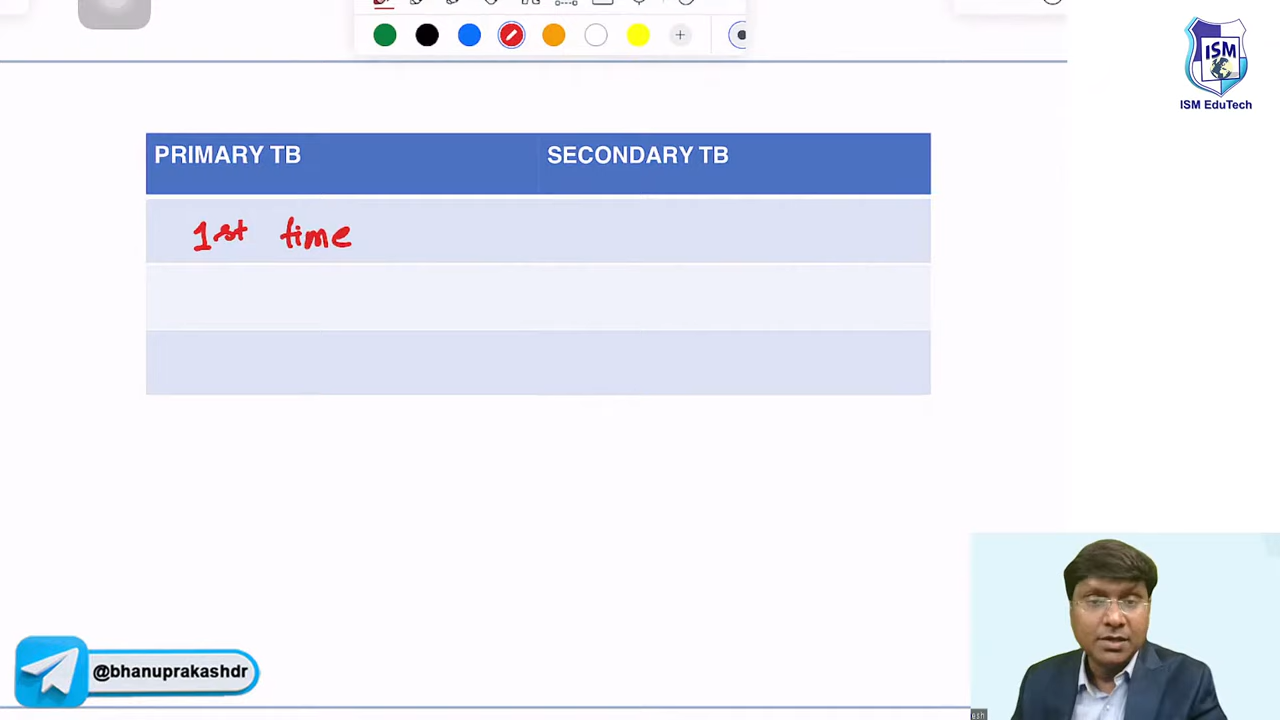 ISM
ISM EduTech
PRIMARY TB SECONDARY TB
1st time
@bhanuprakashdr